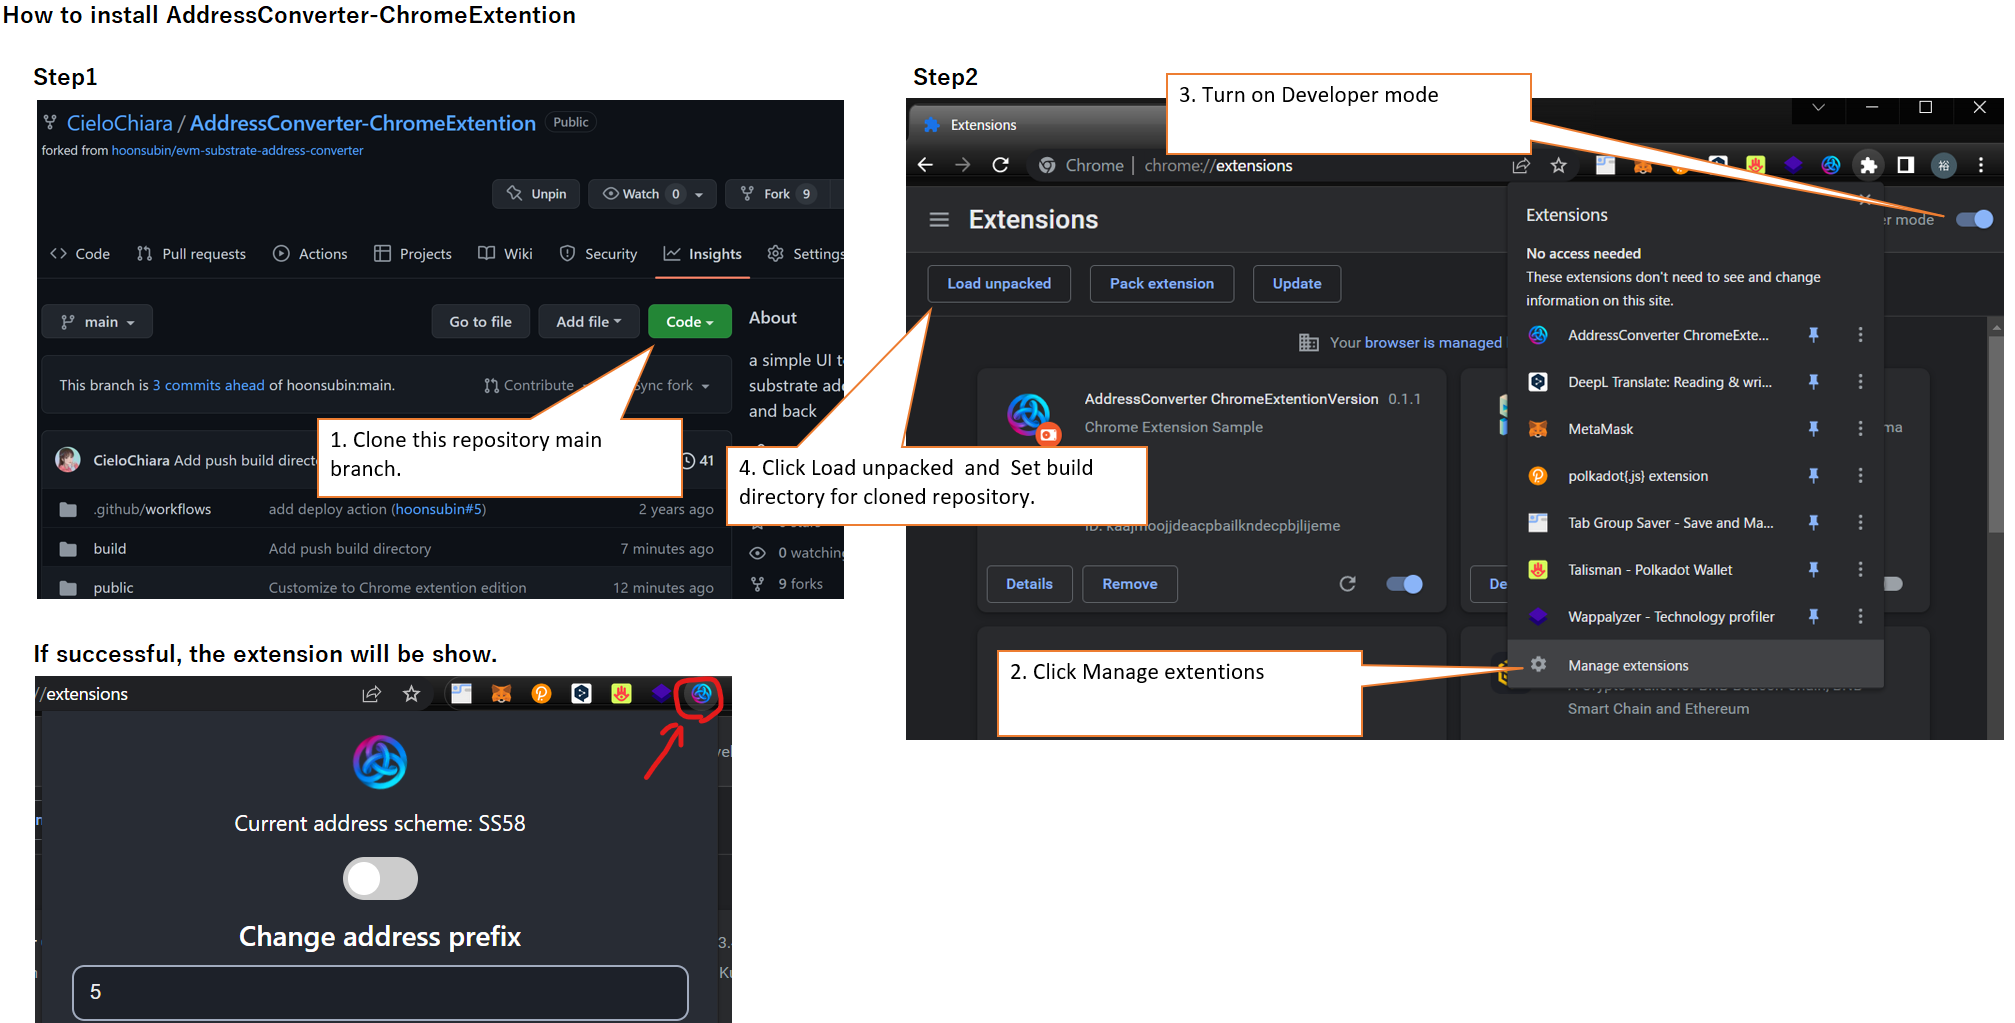 How to install AddressConverter-ChromeExtention
Step1
CieloChiara / AddressConverter-ChromeExtention Public
forked from hoonsubin/evm-substrate-address-converter
Unpin Watch 0 Fork 9
Code Pull requests Actions Projects Wiki Security Insights Settings
main Go to file Add file Code About
a simple UI
This branch is 3 commits ahead of hoonsubin:main. Contribute Sync fork substrate
and back
1. Clone this repository main
branch.
CieloChiara Add push build 41
.github/workflows add deploy action (hoonsubin#5) 2 years ago
build Add push build directory 7 minutes ago 0 watching
public Customize to Chrome extention edition 12 minutes ago 9 forks
Step2
3. Turn on Developer mode
Extensions
Chrome | chrome://extensions
裕
Extensions
mode
Load unpacked Pack extension Update
Your browser is managed
AddressConverter ChromeExtentionVersion 0.1.1
Chrome Extension Sample
4. Click Load unpacked and Set build
directory for cloned repository.
Details Remove
De
Extensions
No access needed
These extensions don't need to see and change
information on this site.
AddressConverter ChromeExte...
DeepL Translate: Reading & wri...
MetaMask
polkadot{.js} extension
Tab Group Saver - Save and Ma...
Talisman - Polkadot Wallet
Wappalyzer - Technology profiler
Manage extensions
2. Click Manage extentions
Smart Chain and Ethereum
If successful, the extension will be show.
//extensions
Current address scheme: SS58
Change address prefix
5